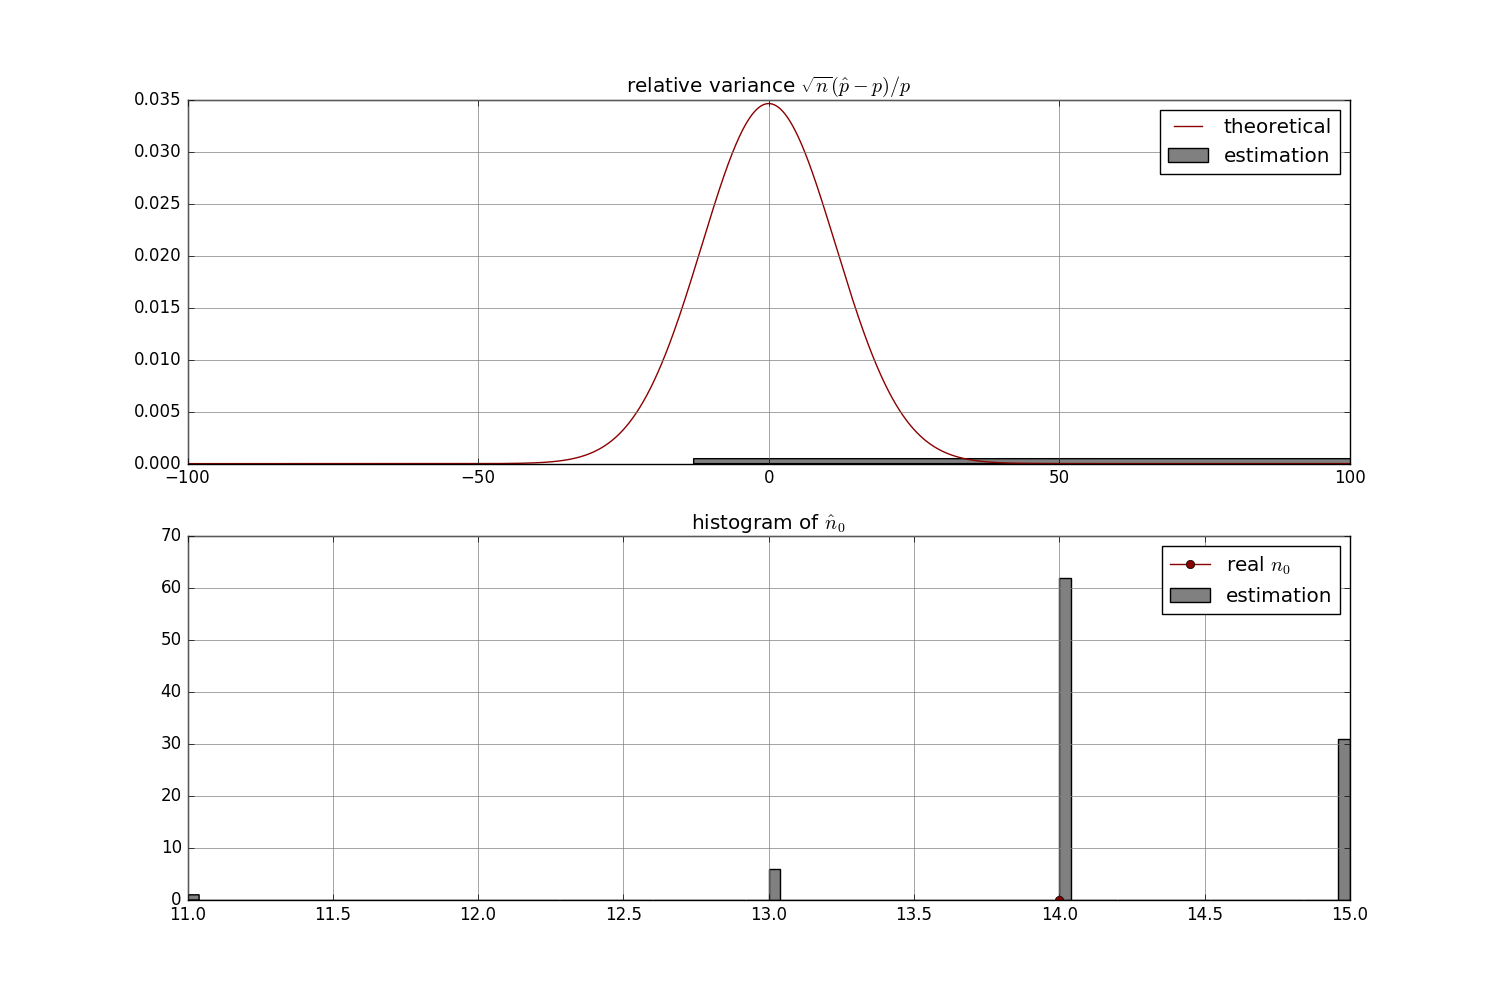 relative variance √n(p̂ − p)/p
0.035
0.030
0.025
0.020
0.015
0.010
0.005
0.000
theoretical
estimation
−100 −50 0 50 100
histogram of n̂₀
70
60
50
40
30
20
10
0
real n₀
estimation
11.0 11.5 12.0 12.5 13.0 13.5 14.0 14.5 15.0